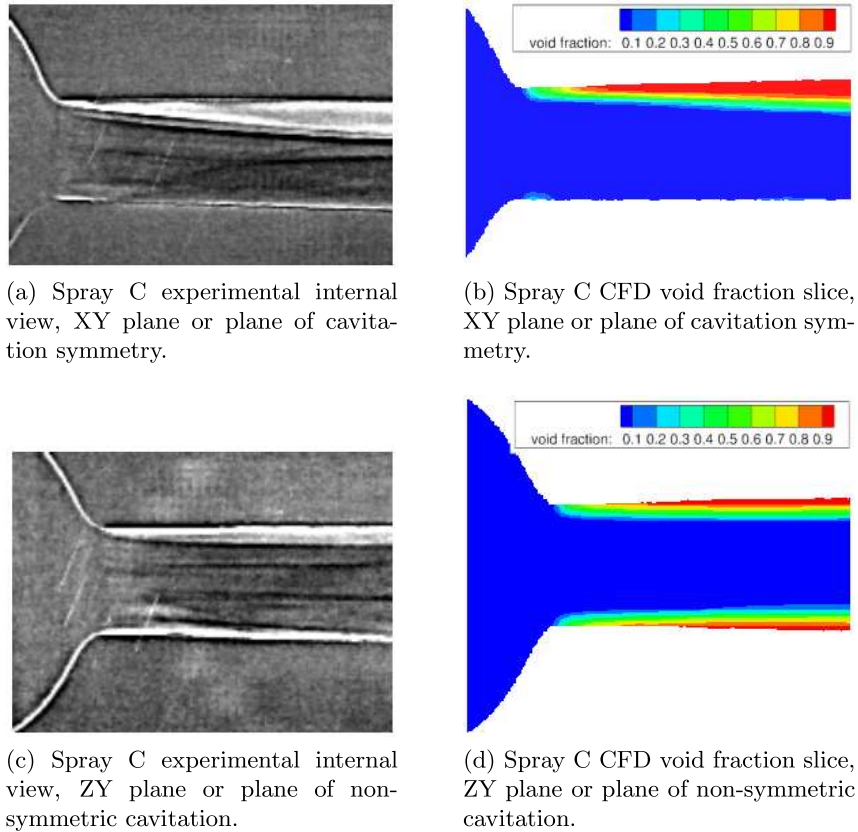 void fraction: 0.1 0.2 0.3 0.4 0.5 0.6 0.7 0.8 0.9
(a) Spray C experimental internal
view, XY plane or plane of cavita-
tion symmetry.
(b) Spray C CFD void fraction slice,
XY plane or plane of cavitation sym-
metry.
void fraction: 0.1 0.2 0.3 0.4 0.5 0.6 0.7 0.8 0.9
(c) Spray C experimental internal
view, ZY plane or plane of non-
symmetric cavitation.
(d) Spray C CFD void fraction slice,
ZY plane or plane of non-symmetric
cavitation.